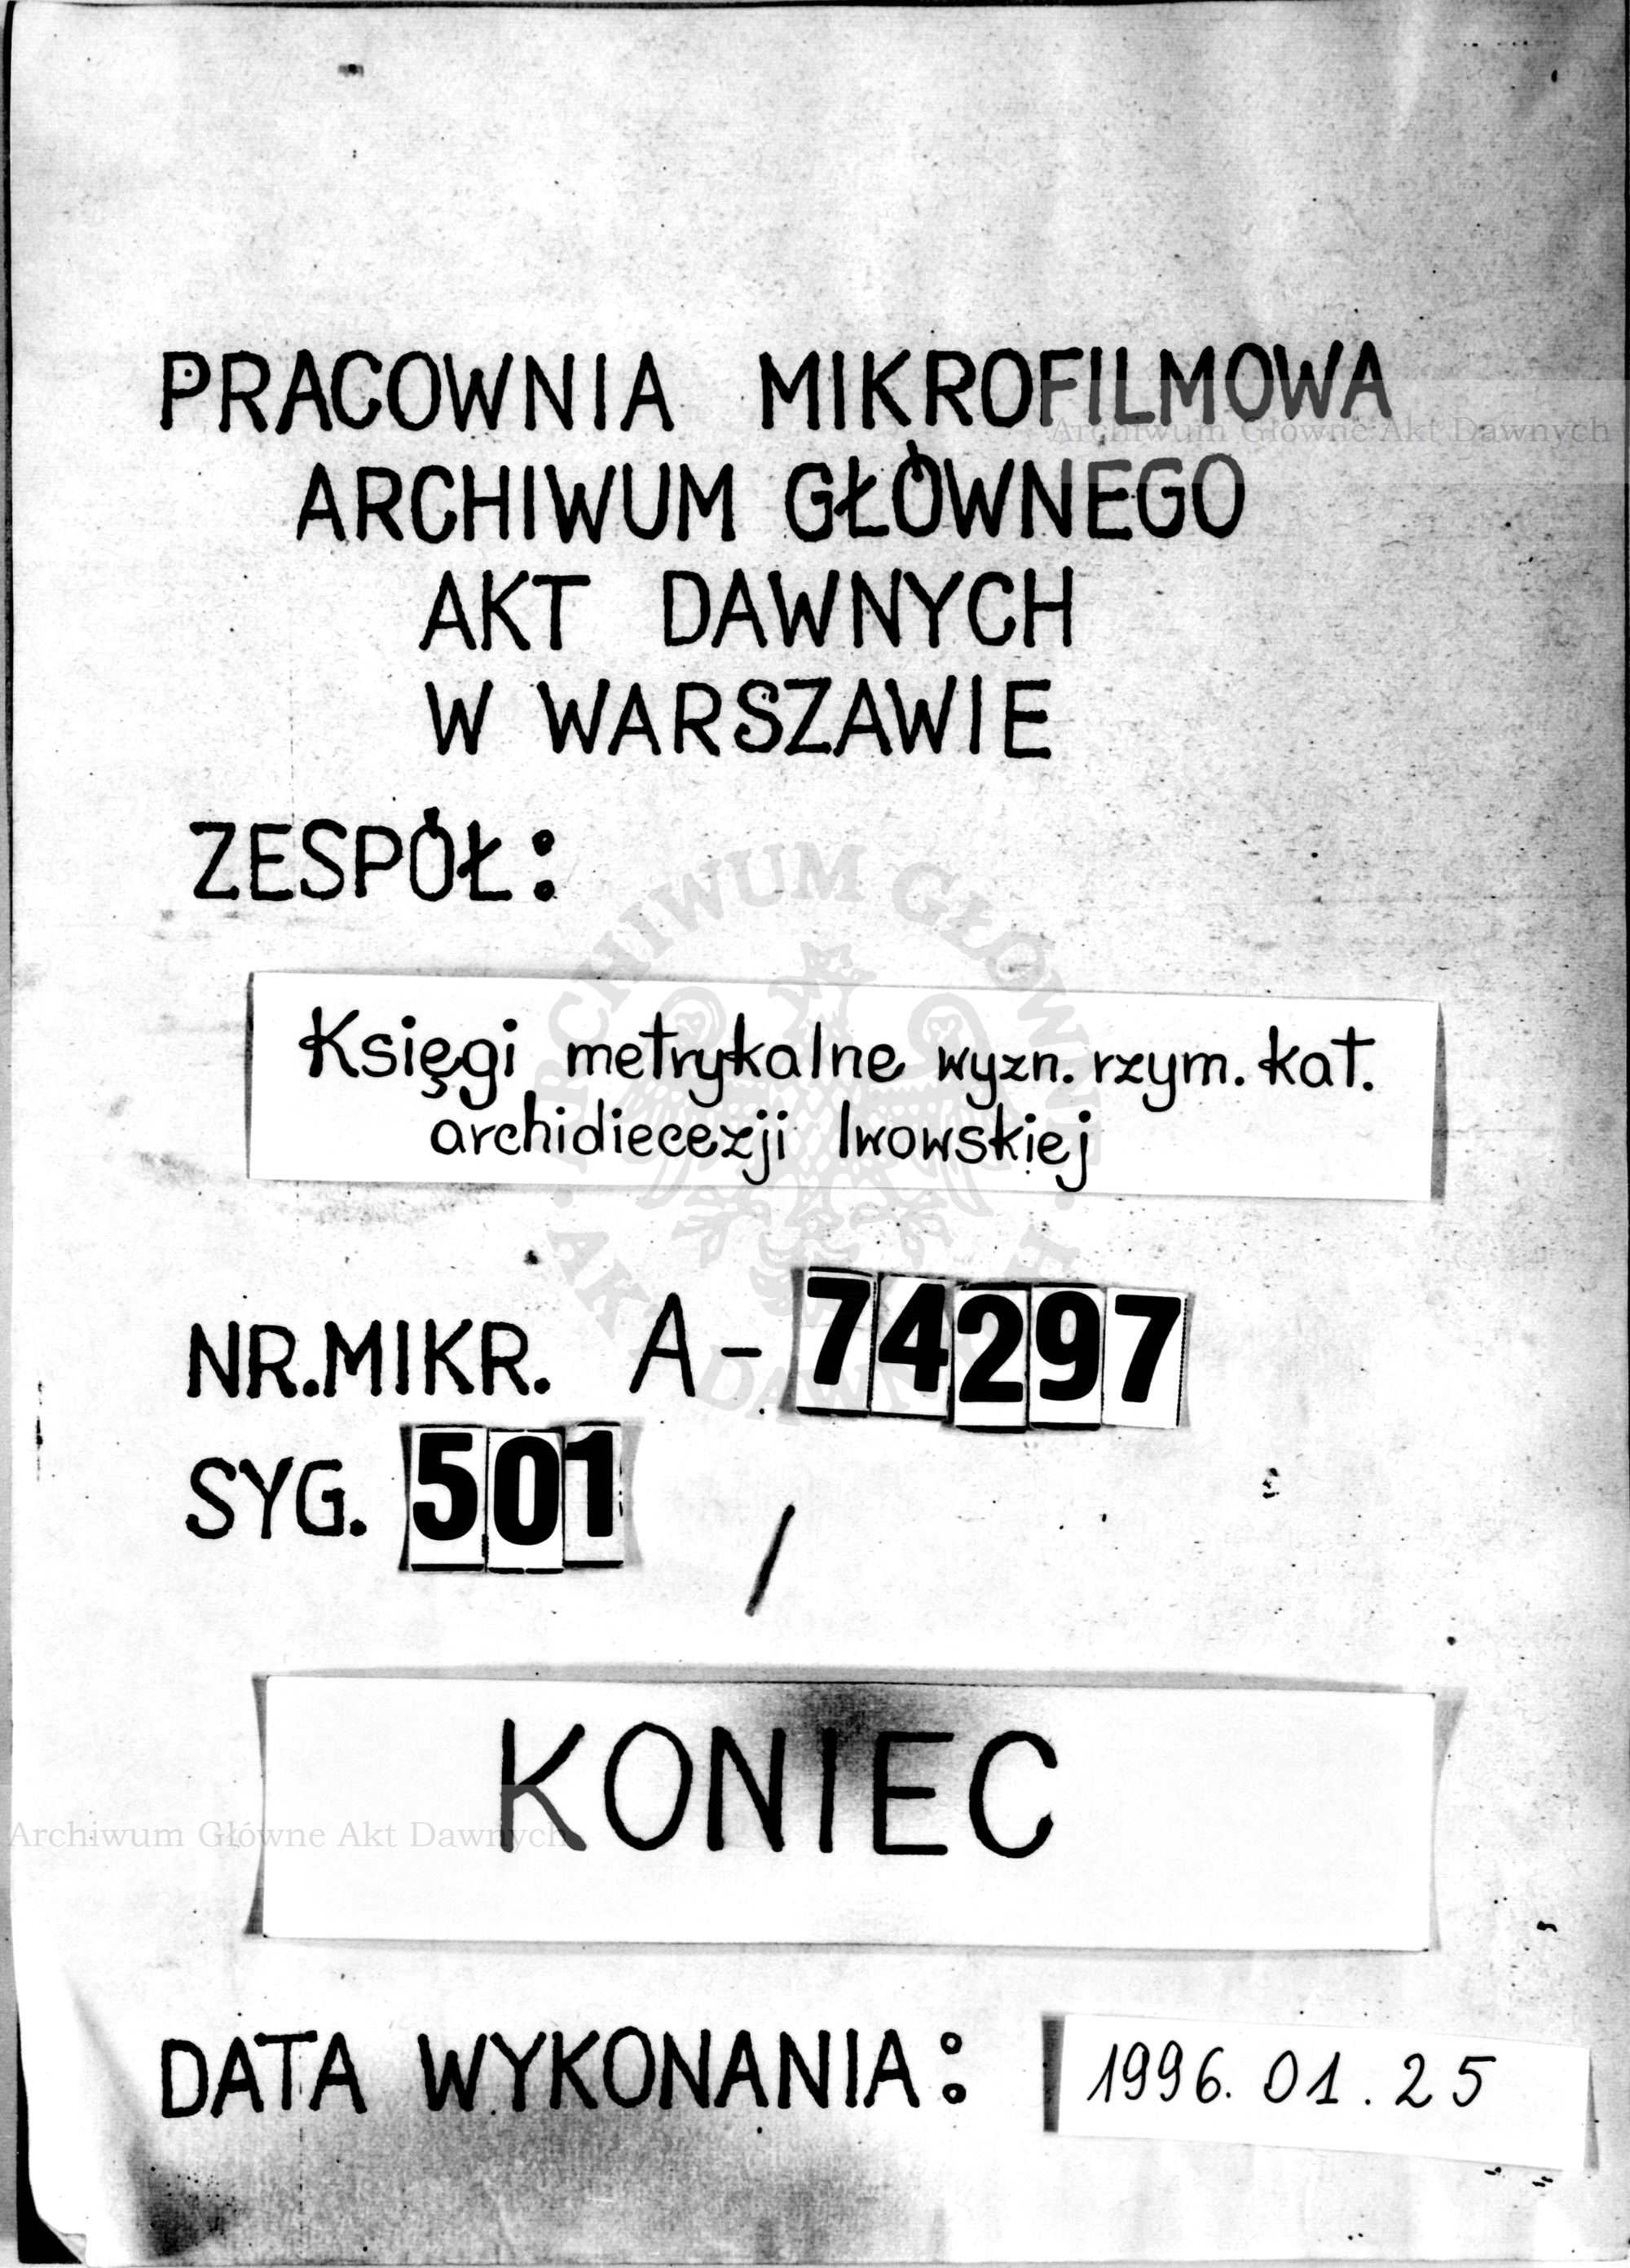 PRACOWNIA MIKROFILMOWA
Archiwum Główne Akt Dawnych
ARCHIWUM GŁÓWNEGO
AKT DAWNYCH
W WARSZAWIE
ZESPÓŁ:
Księgi metrykalne wyzn. rzym. kat.
archidiecezji lwowskiej
NR.MIKR. A-74297
SYG. 501 /
KONIEC
Archiwum Główne Akt Dawnych
DATA WYKONANIA: 1996.01.25